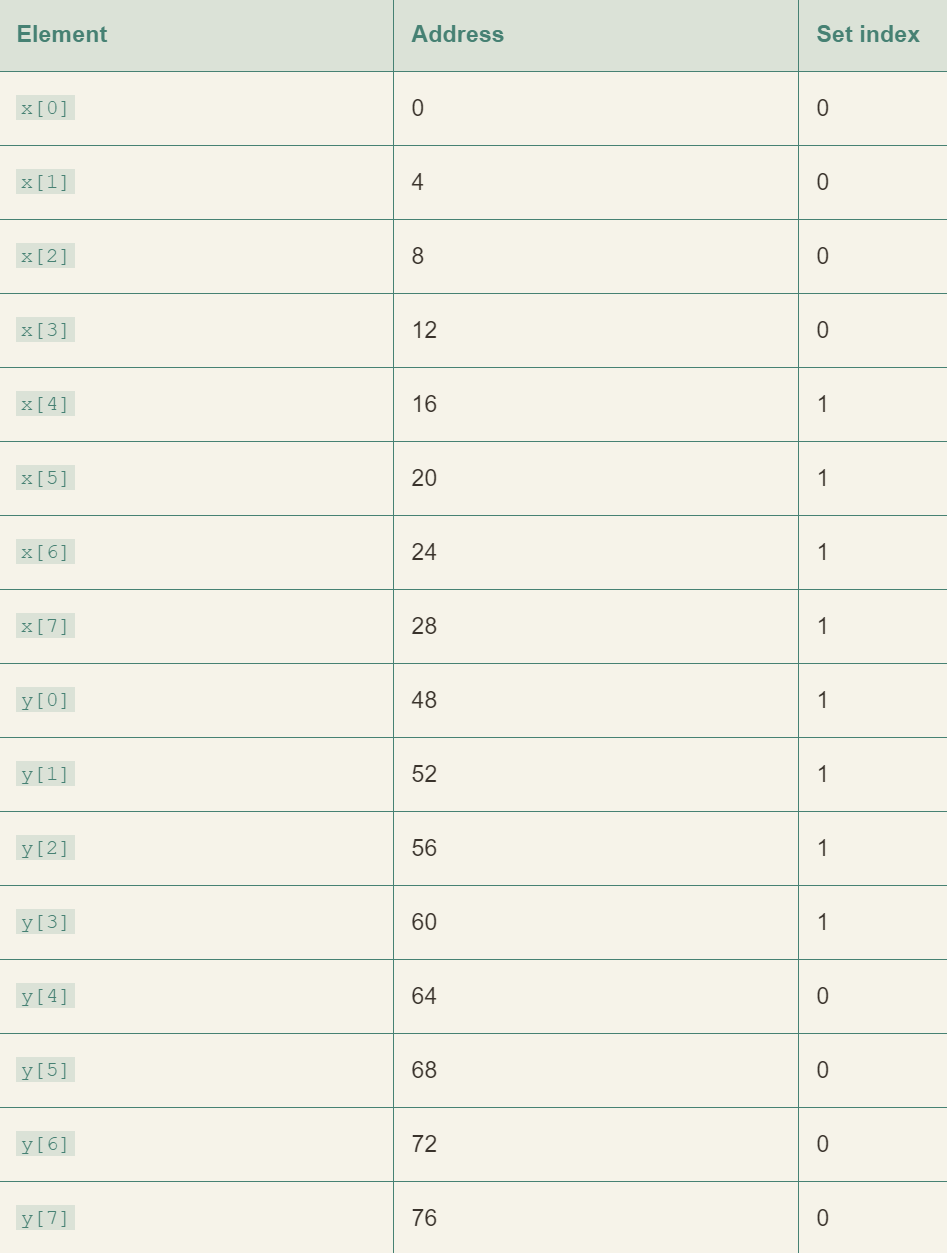 Element Address Set index
x[0] 0 0
x[1] 4 0
x[2] 8 0
x[3] 12 0
x[4] 16 1
x[5] 20 1
x[6] 24 1
x[7] 28 1
y[0] 48 1
y[1] 52 1
y[2] 56 1
y[3] 60 1
y[4] 64 0
y[5] 68 0
y[6] 72 0
y[7] 76 0